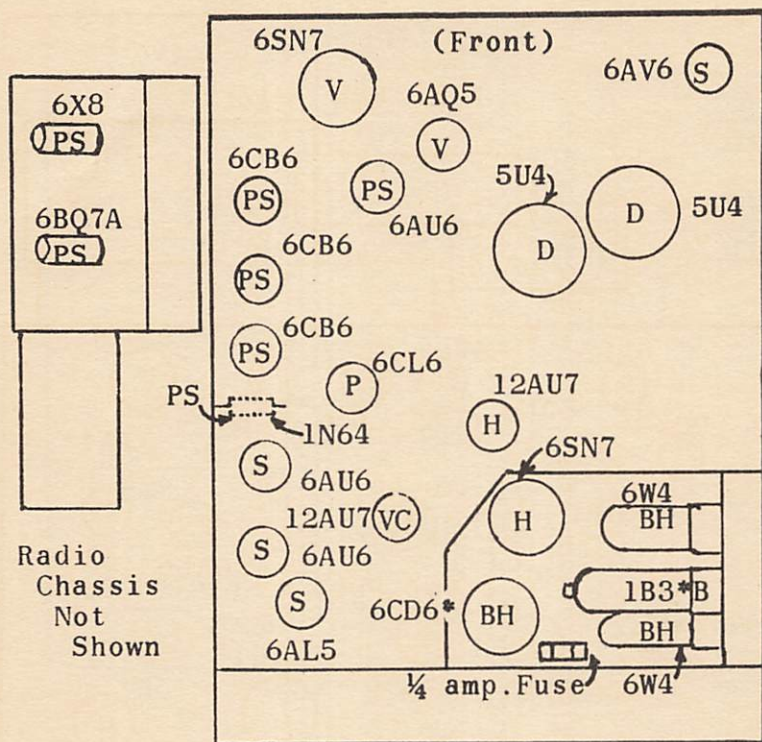 6SN7
(Front)
V
6AV6
S
6X8
PS
6AQ5
V
6CB6
PS
PS
6AU6
5U4
D
D
5U4
6BQ7A
PS
6CB6
PS
6CB6
PS
P
6CL6
PS
1N64
12AU7
H
6SN7
S
6AU6
12AU7
VC
H
6W4
BH
S
6AU6
1B3*B
Radio
Chassis
Not
Shown
S
6AL5
6CD6*
BH
BH
¼ amp.Fuse
6W4